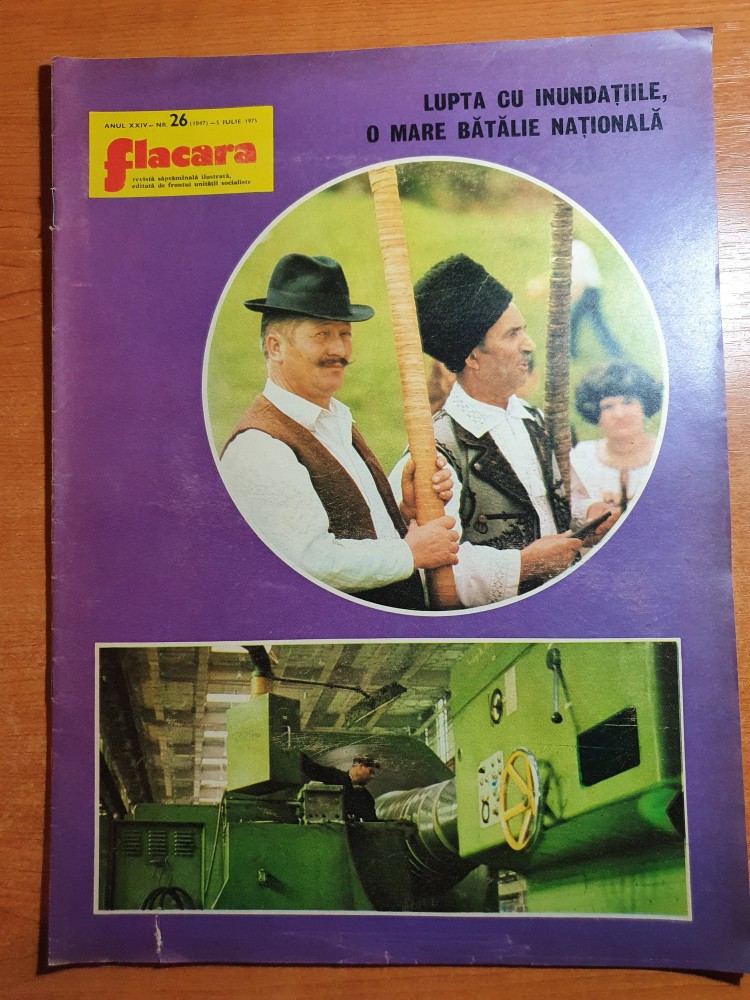 LUPTA CU INUNDAȚIILE,
O MARE BĂTĂLIE NAȚIONALĂ
ANUL XXIV – NR. 26 (1047) – 5 IULIE 1975
flacara
revistă săptămînală ilustrată,
editată de frontul unității socialiste